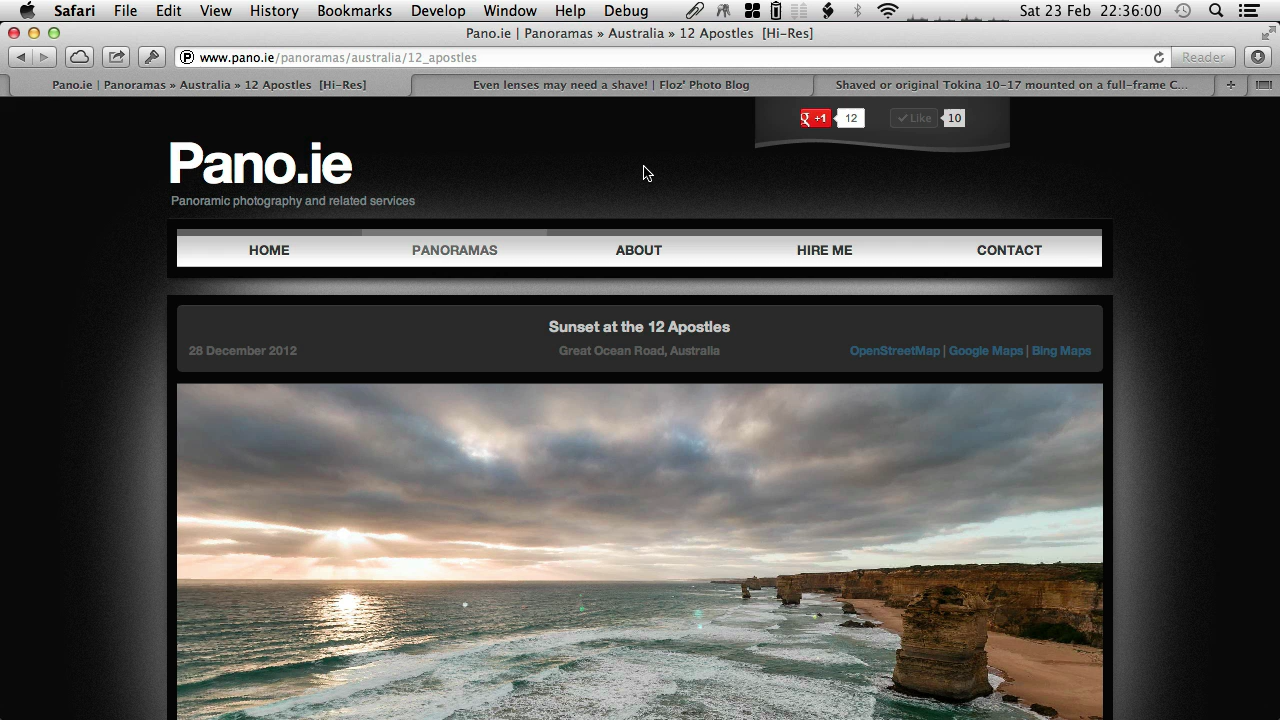 Safari File Edit View History Bookmarks Develop Window Help Debug Sat 23 Feb 22:36:00
Pano.ie | Panoramas » Australia » 12 Apostles [Hi-Res]
www.pano.ie/panoramas/australia/12_apostles Reader
Pano.ie | Panoramas » Australia » 12 Apostles [Hi-Res] Even lenses may need a shave! | Floz' Photo Blog Shaved or original Tokina 10-17 mounted on a full-frame C...
g +1 12 Like 10
Pano.ie
Panoramic photography and related services
HOME PANORAMAS ABOUT HIRE ME CONTACT
Sunset at the 12 Apostles
28 December 2012 Great Ocean Road, Australia OpenStreetMap | Google Maps | Bing Maps